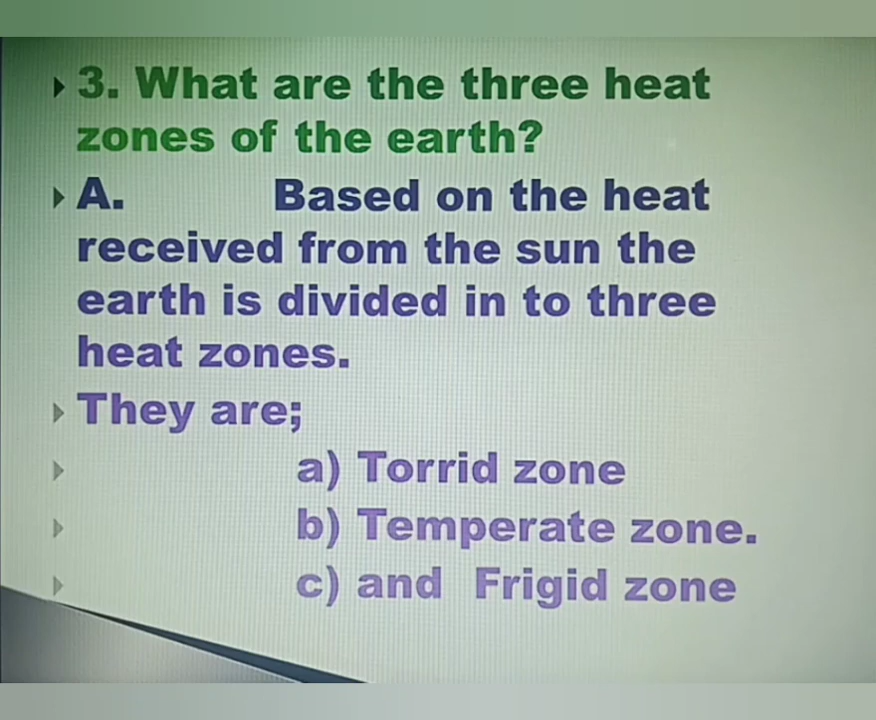 3. What are the three heat
zones of the earth?
A. Based on the heat
received from the sun the
earth is divided in to three
heat zones.
They are;
a) Torrid zone
b) Temperate zone.
c) and Frigid zone